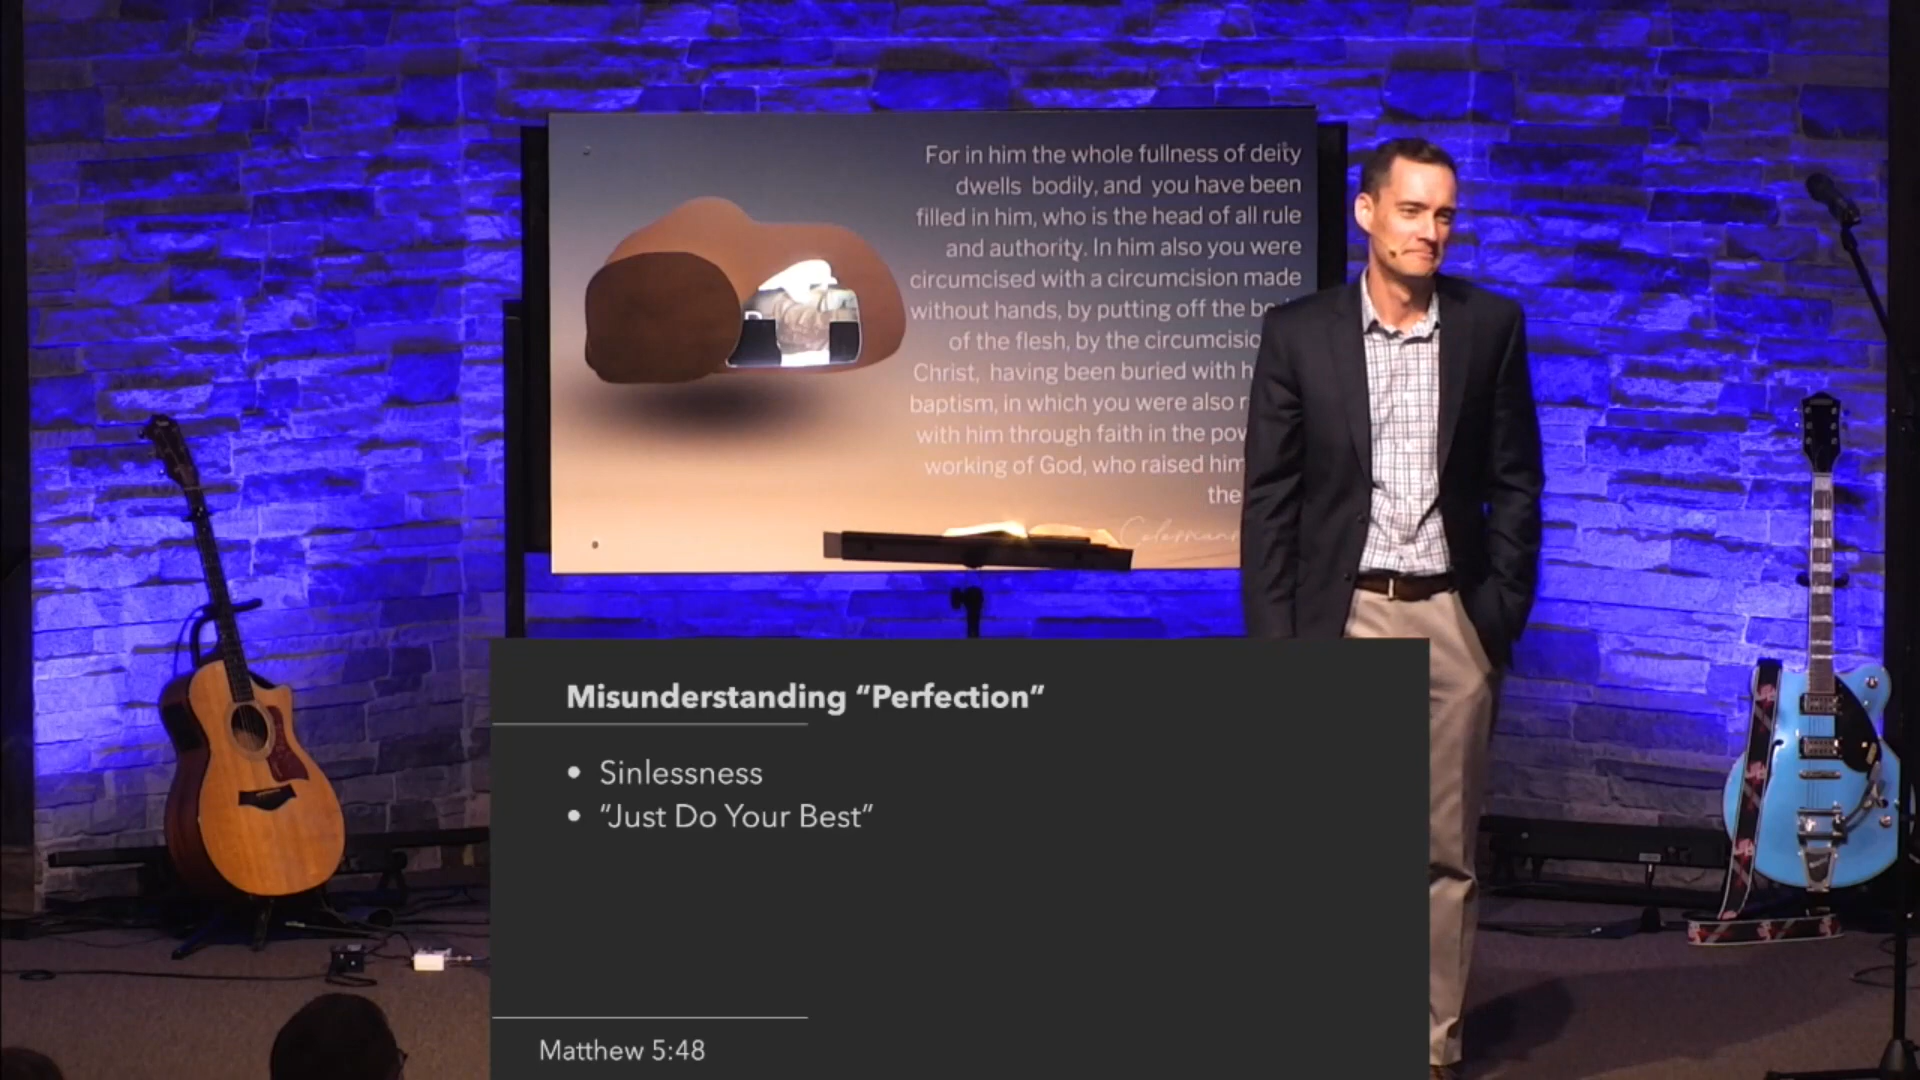 For in him the whole fullness of deity
dwells bodily, and you have been
filled in him, who is the head of all rule
and authority. In him also you were
circumcised with a circumcision made
without hands, by putting off the
of the flesh, by the
Christ, having been buried with
baptism, in which you were also
with him through faith in the
working of God, who raised him
the
Misunderstanding “Perfection”
• Sinlessness
• “Just Do Your Best”
Matthew 5:48